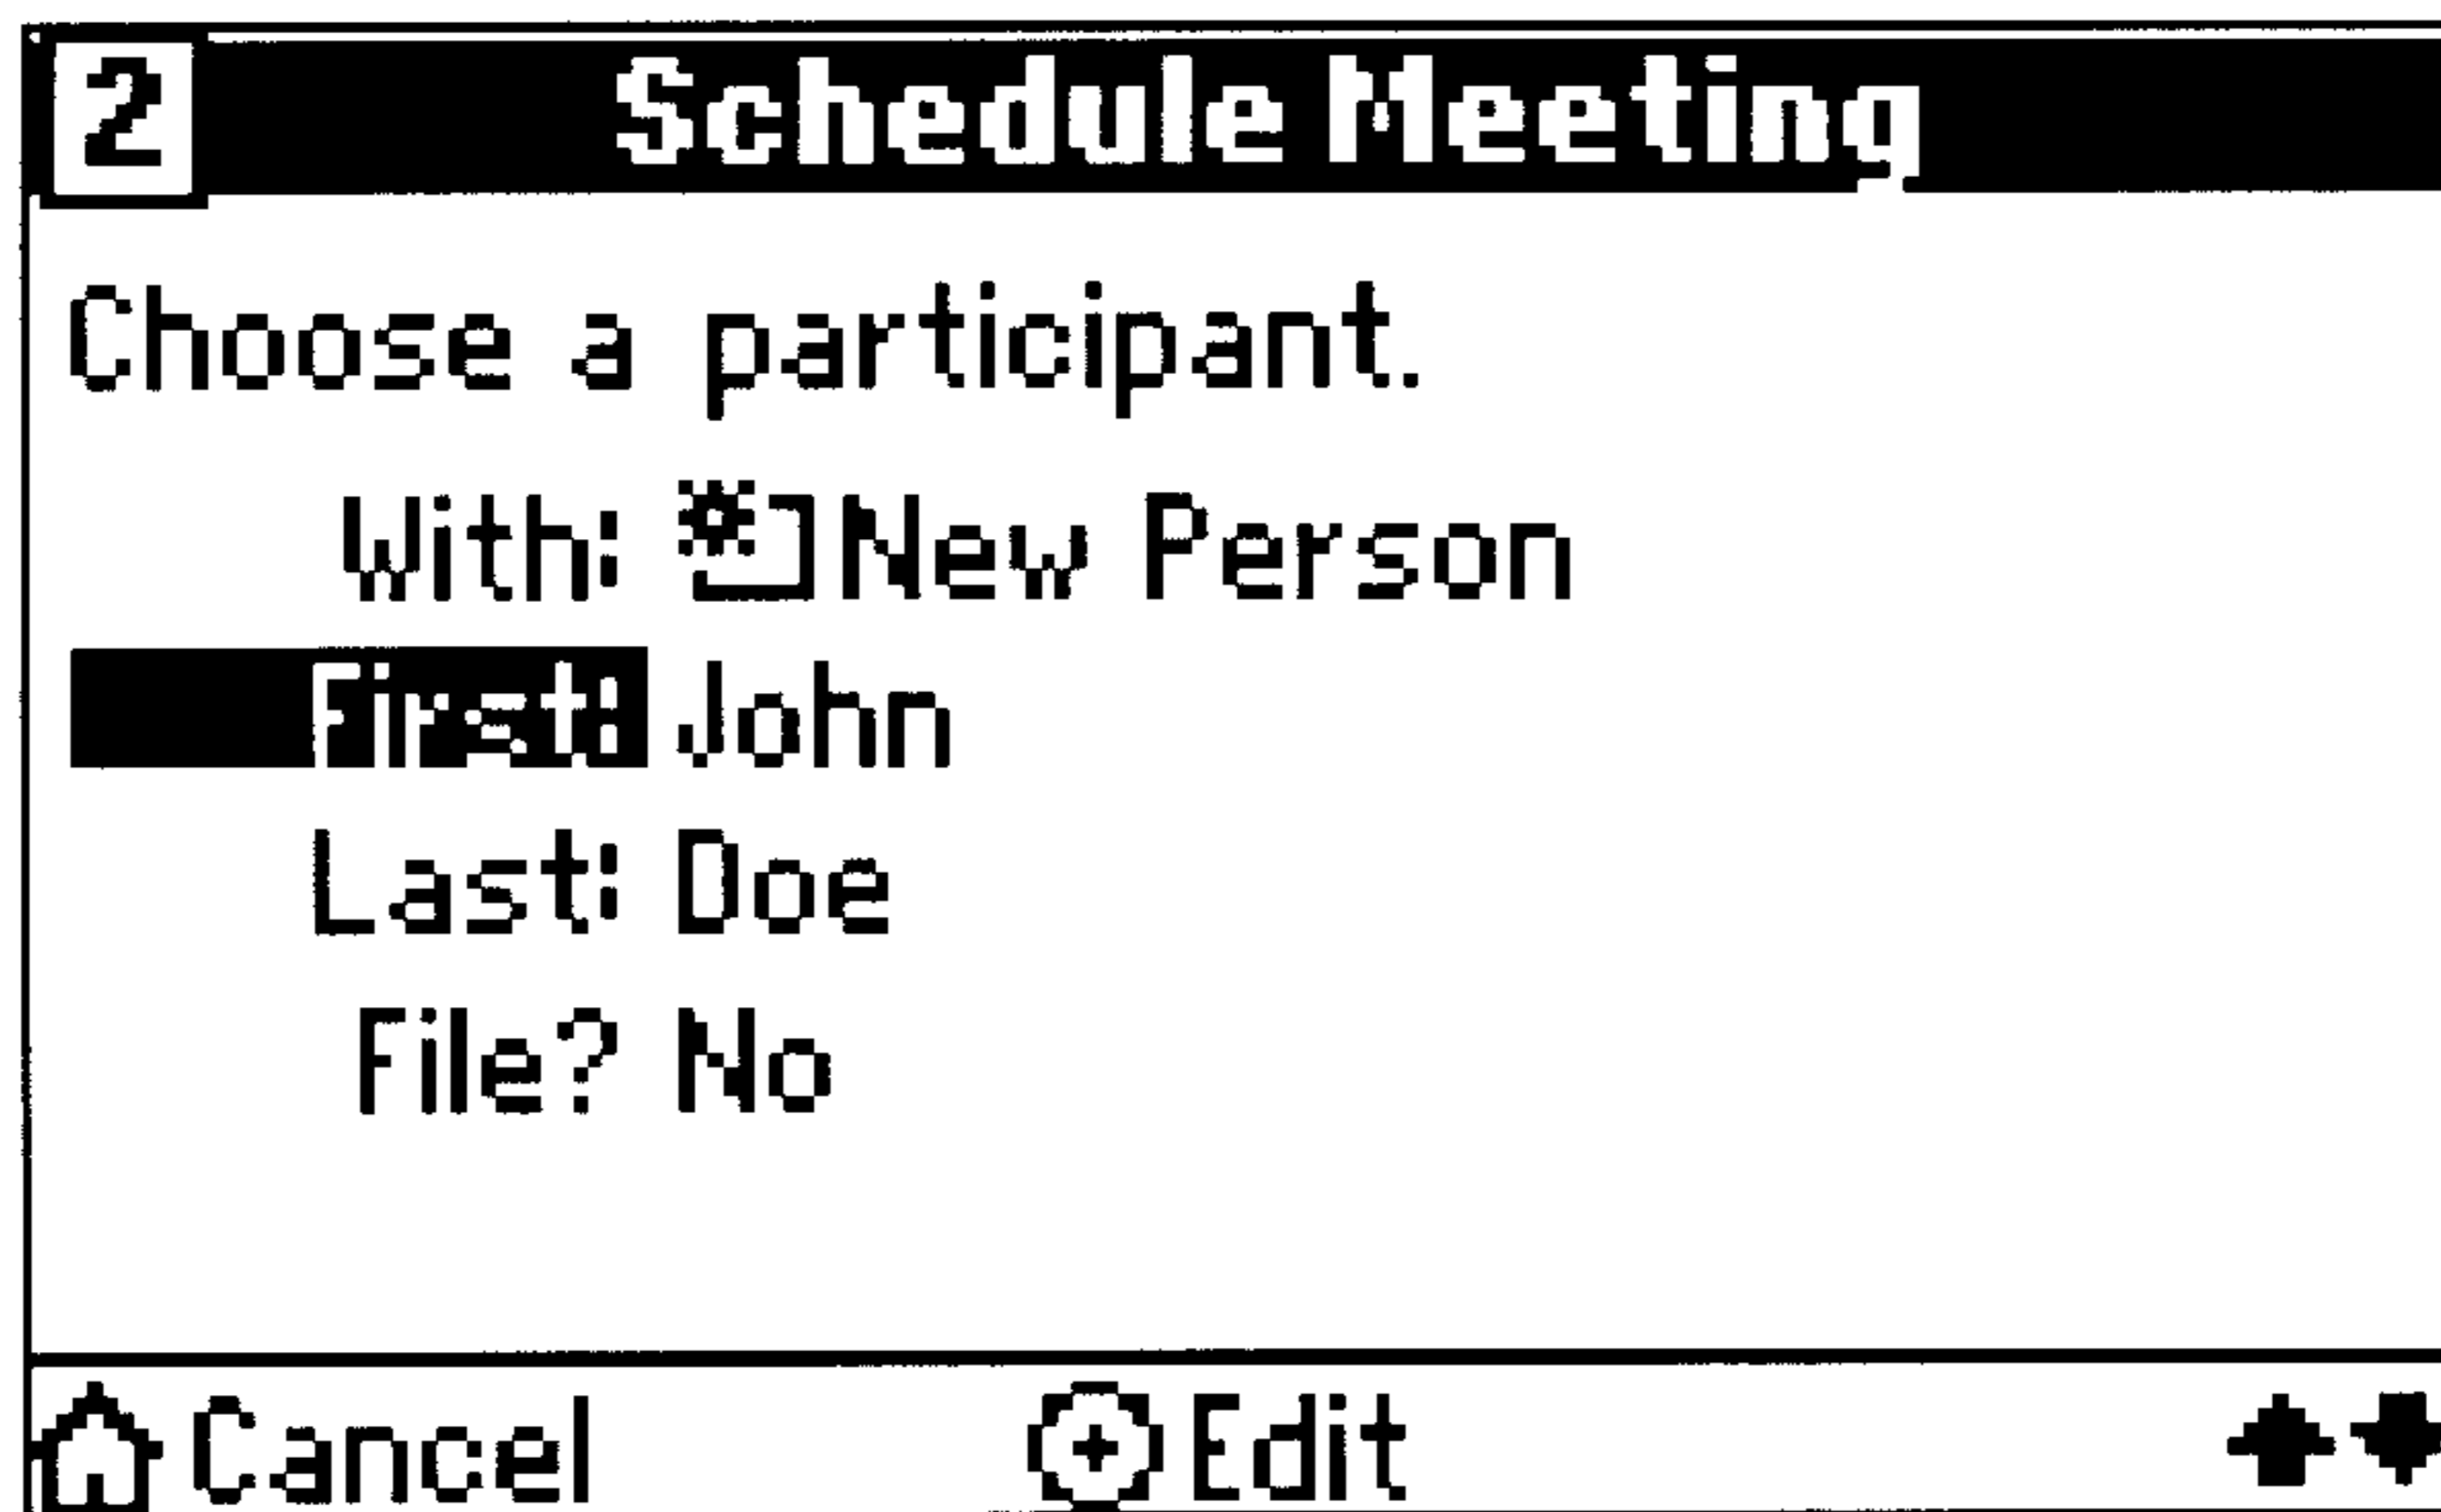 2 Schedule Meeting
Choose a participant.
With: New Person
First: John
Last: Doe
File? No
Cancel Edit